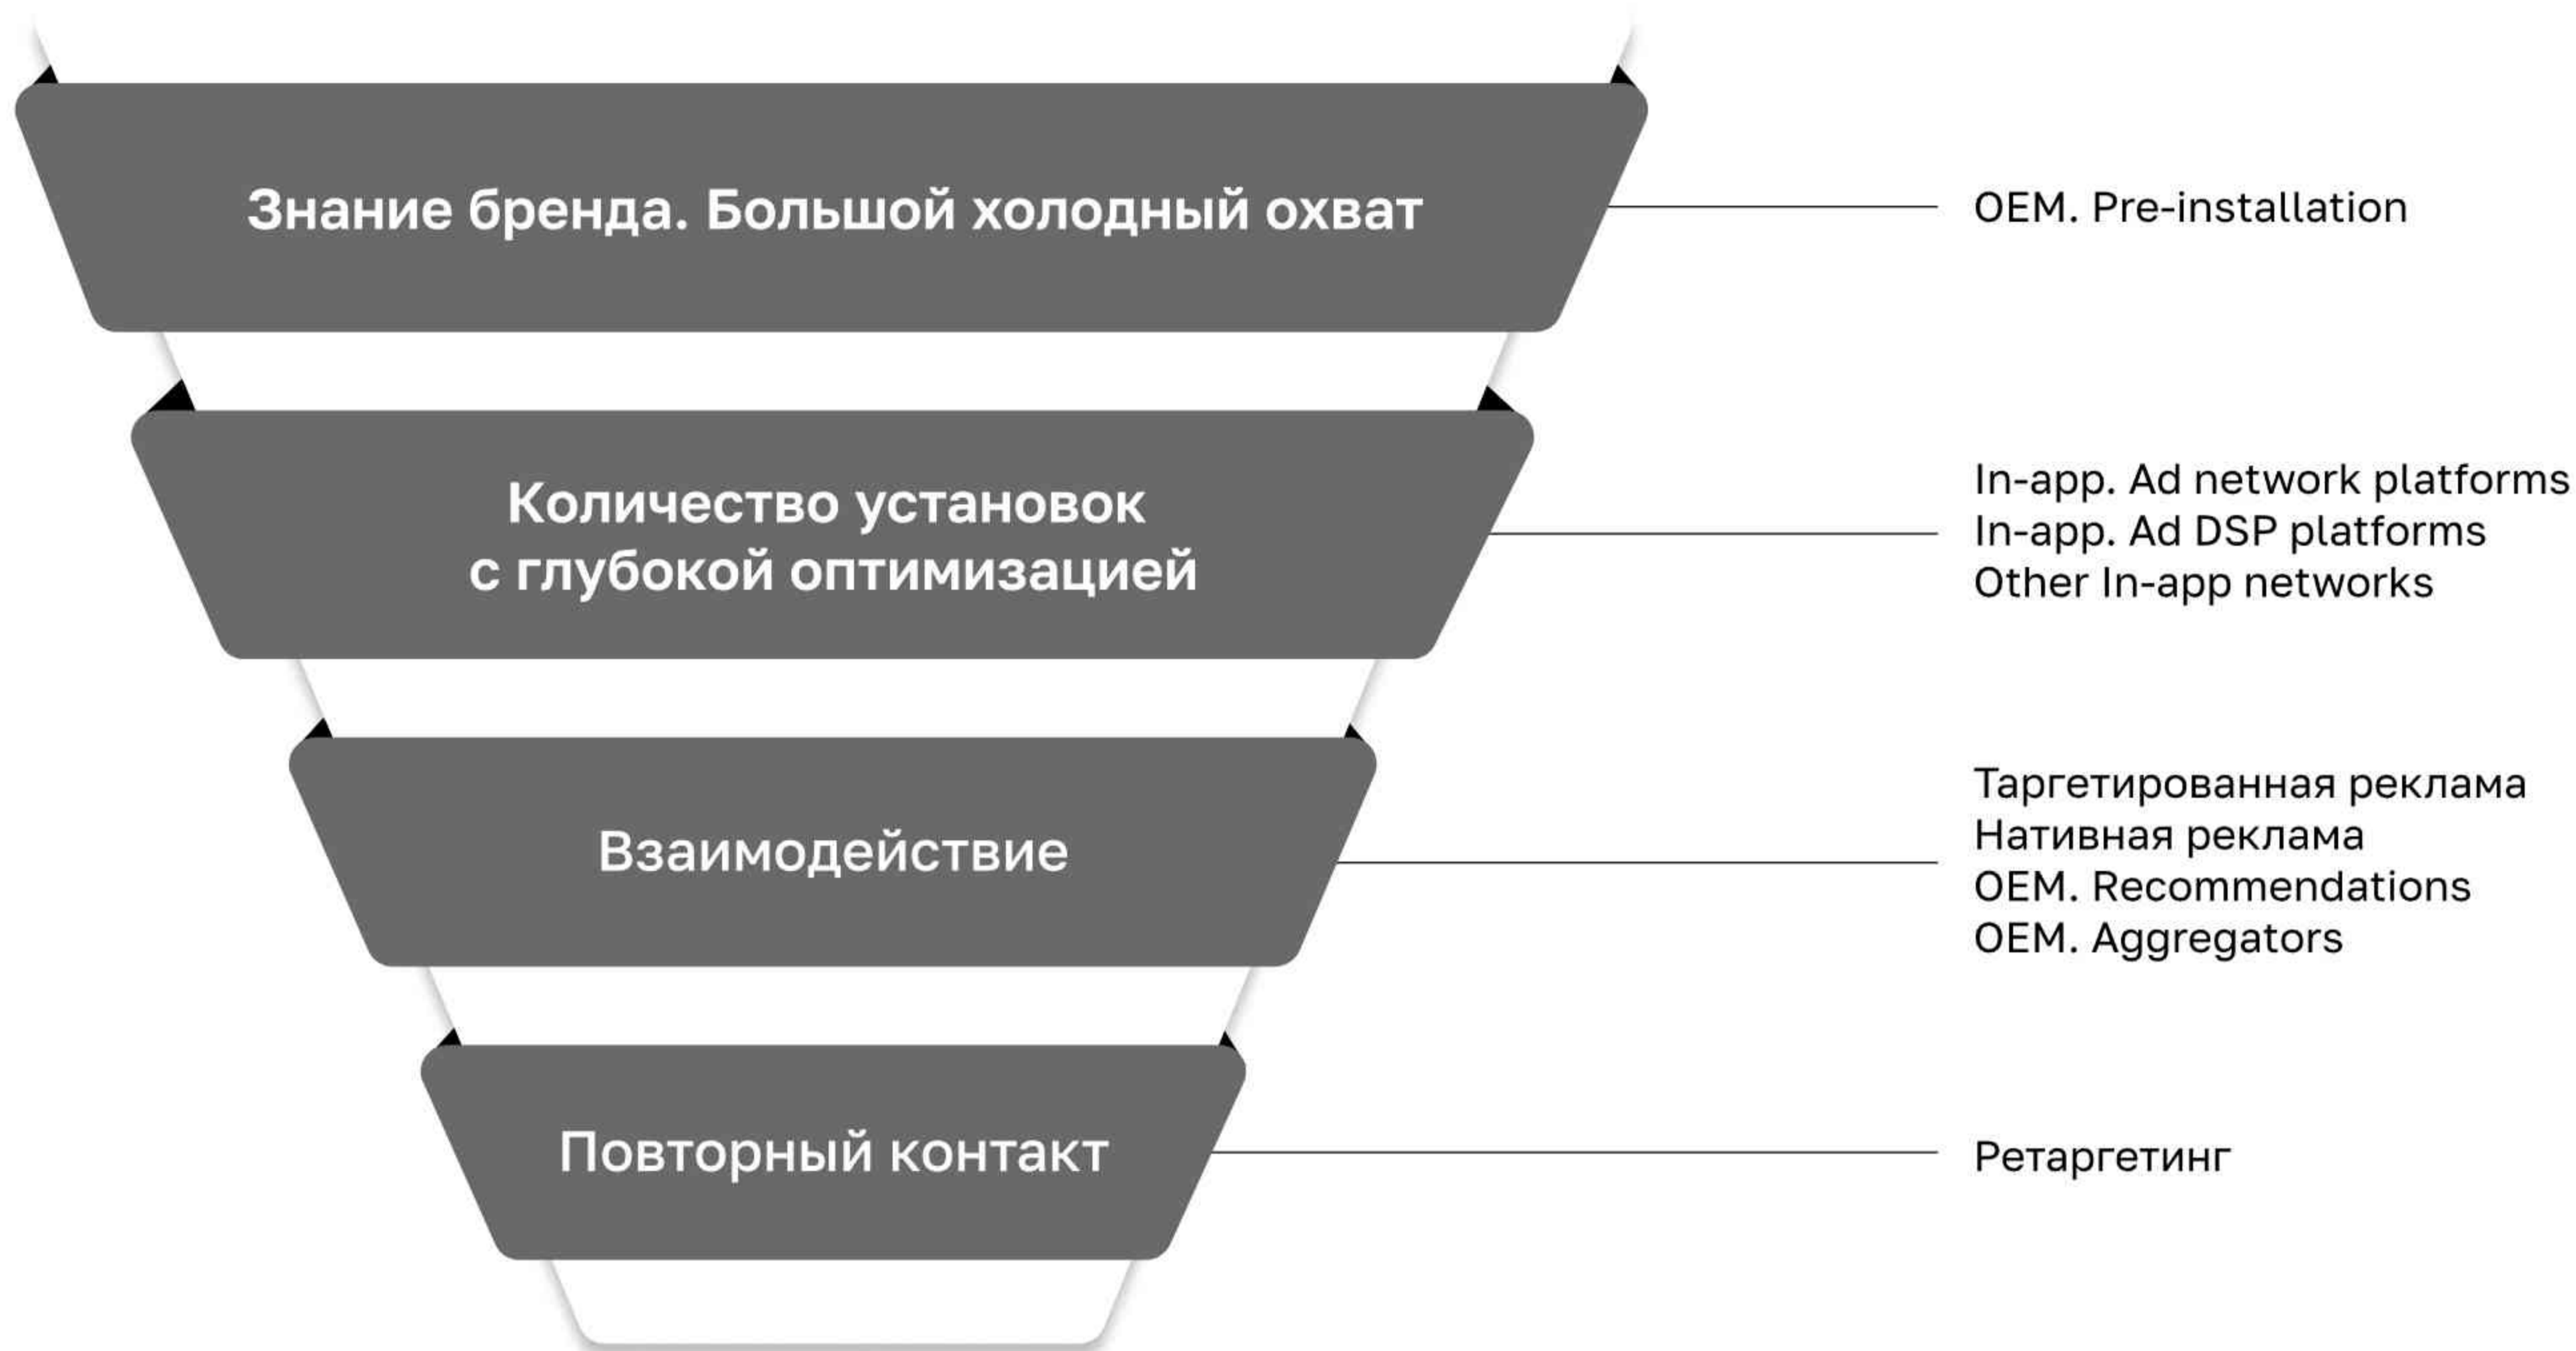 Знание бренда. Большой холодный охват
OEM. Pre-installation
Количество установок
с глубокой оптимизацией
In-app. Ad network platforms
In-app. Ad DSP platforms
Other In-app networks
Взаимодействие
Таргетированная реклама
Нативная реклама
OEM. Recommendations
OEM. Aggregators
Повторный контакт
Ретаргетинг